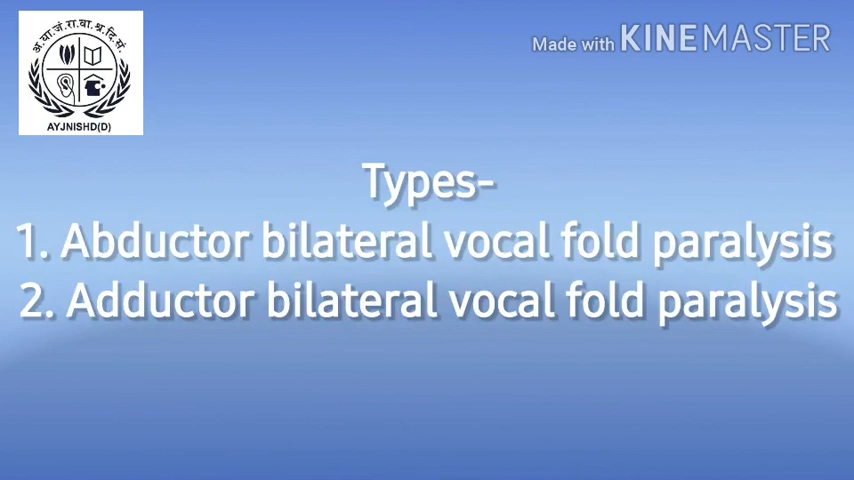 अ.या.जं.रा.वा.श्र.दि.सं.
AYJNISHD(D)
Made with KINEMASTER
Types-
1. Abductor bilateral vocal fold paralysis
2. Adductor bilateral vocal fold paralysis